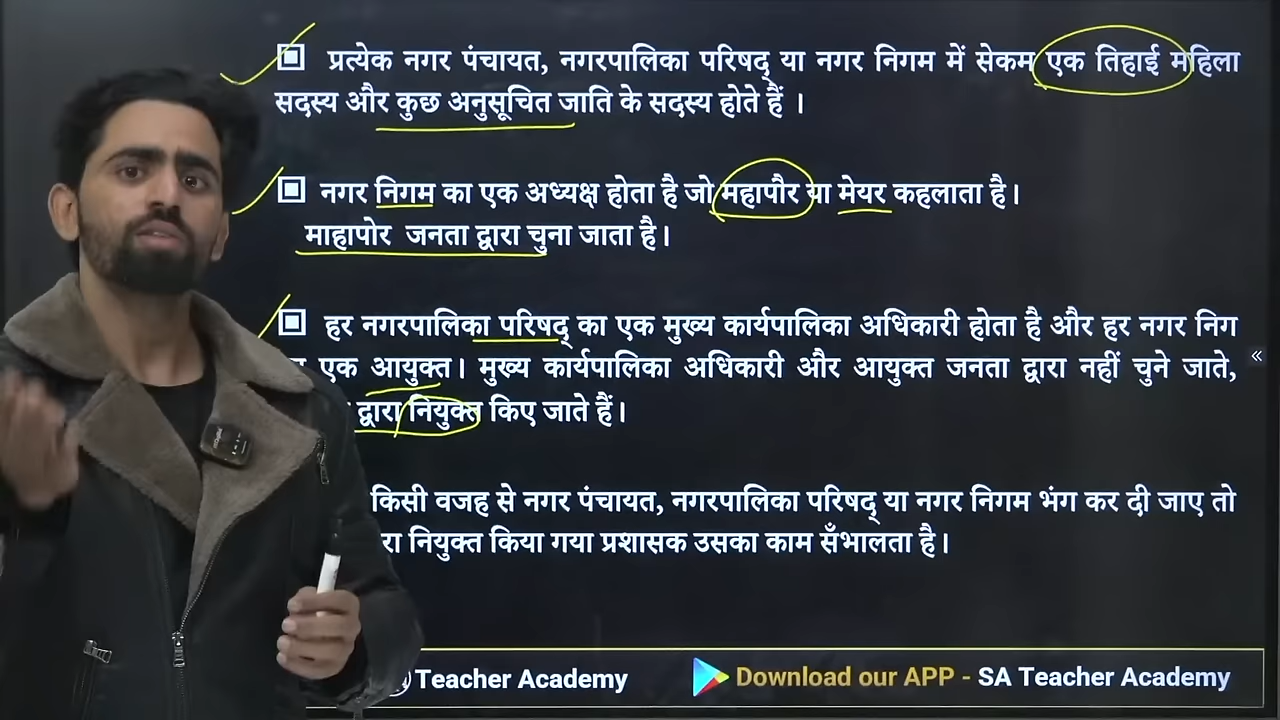 प्रत्येक नगर पंचायत, नगरपालिका परिषद् या नगर निगम में सेकम एक तिहाई महिला
सदस्य और कुछ अनुसूचित जाति के सदस्य होते हैं ।
नगर निगम का एक अध्यक्ष होता है जो महापौर या मेयर कहलाता है।
माहापोर जनता द्वारा चुना जाता है।
हर नगरपालिका परिषद् का एक मुख्य कार्यपालिका अधिकारी होता है और हर नगर निग
एक आयुक्त। मुख्य कार्यपालिका अधिकारी और आयुक्त जनता द्वारा नहीं चुने जाते,
द्वारा नियुक्त किए जाते हैं।
किसी वजह से नगर पंचायत, नगरपालिका परिषद् या नगर निगम भंग कर दी जाए तो
रा नियुक्त किया गया प्रशासक उसका काम सँभालता है।
Teacher Academy
Download our APP - SA Teacher Academy